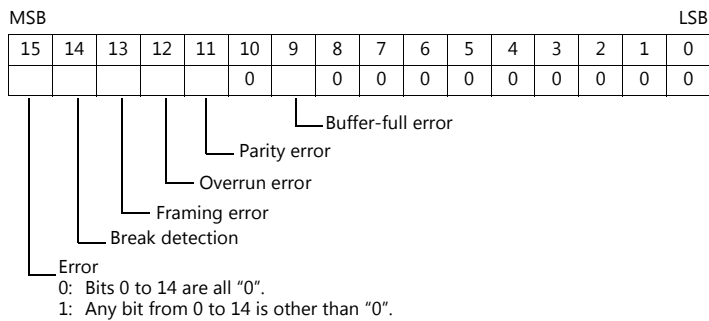 MSB LSB
15 14 13 12 11 10 9 8 7 6 5 4 3 2 1 0
0 0 0 0 0 0 0 0 0 0
Buffer-full error
Parity error
Overrun error
Framing error
Break detection
Error
0: Bits 0 to 14 are all “0”.
1: Any bit from 0 to 14 is other than “0”.